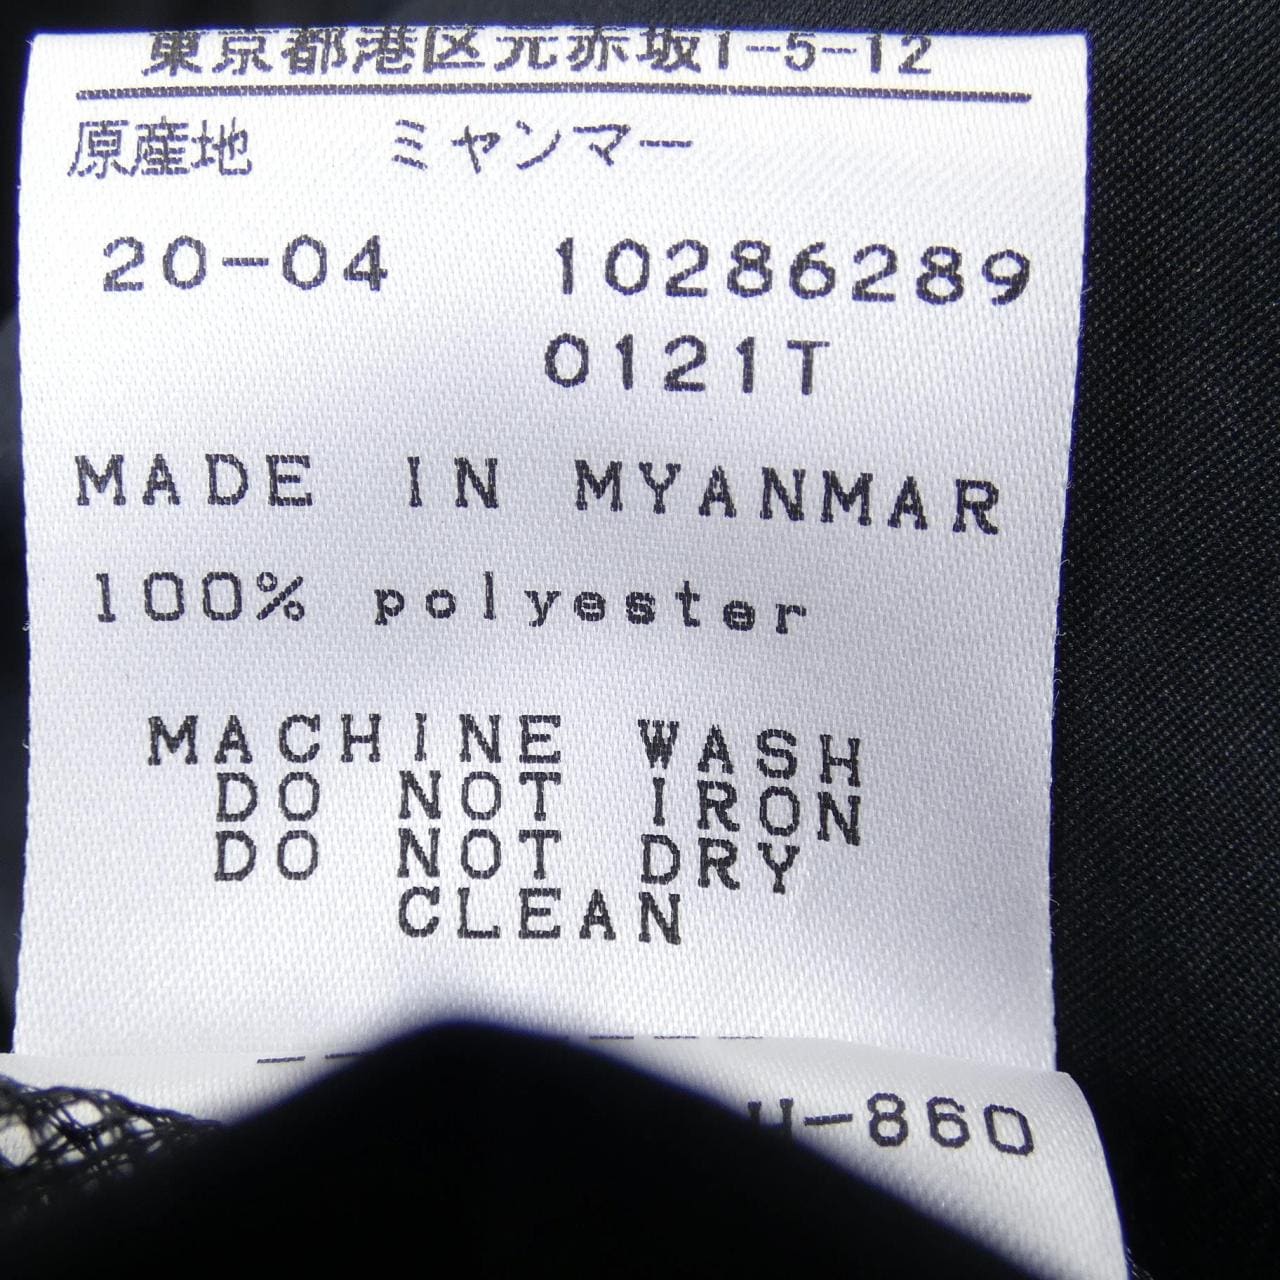 東京都港区元赤坂1-5-12
原産地 ミャンマー
20-04 10286289
0121T
MADE IN MYANMAR
100% polyester
MACHINE WASH
DO NOT IRON
DO NOT DRY
CLEAN
-860